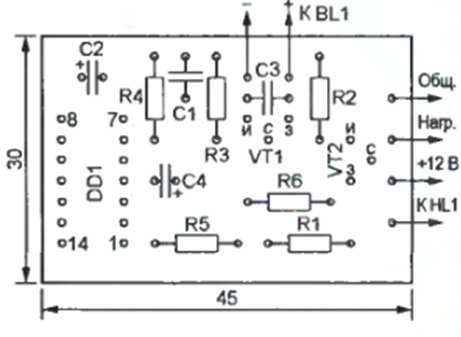 − + К BL1
C2
C3
Общ.
R4
C1
R3
R2
8
7
и с з
и
Нагр.
VT1
VT2
с
з
+12 В
DD1
C4
+
R6
К HL1
R5
R1
14
1
30
45